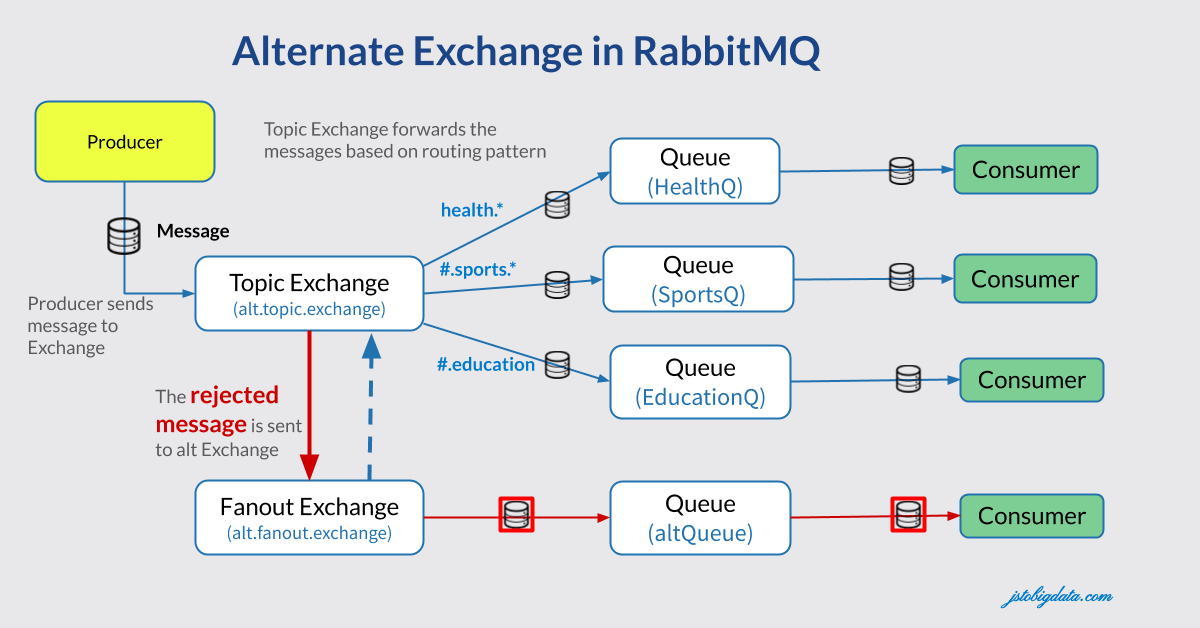 Alternate Exchange in RabbitMQ
Producer
Topic Exchange forwards the
messages based on routing pattern
Message
Producer sends
message to
Exchange
Topic Exchange
(alt.topic.exchange)
health.*
#.sports.*
#.education
Queue
(HealthQ)
Consumer
Queue
(SportsQ)
Consumer
Queue
(EducationQ)
Consumer
The rejected
message is sent
to alt Exchange
Fanout Exchange
(alt.fanout.exchange)
Queue
(altQueue)
Consumer
jstobigdata.com